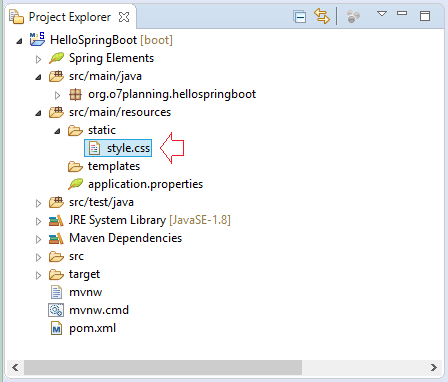 Project Explorer
HelloSpringBoot [boot]
Spring Elements
src/main/java
org.o7planning.hellospringboot
src/main/resources
static
style.css
templates
application.properties
src/test/java
JRE System Library [JavaSE-1.8]
Maven Dependencies
src
target
mvnw
mvnw.cmd
pom.xml